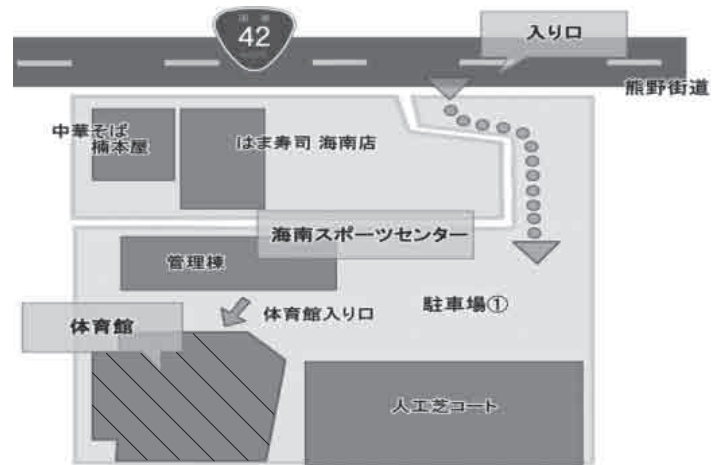 42
入り口
熊野街道
中華そば
楠本屋
はま寿司 海南店
海南スポーツセンター
管理棟
体育館入り口
駐車場①
体育館
人工芝コート